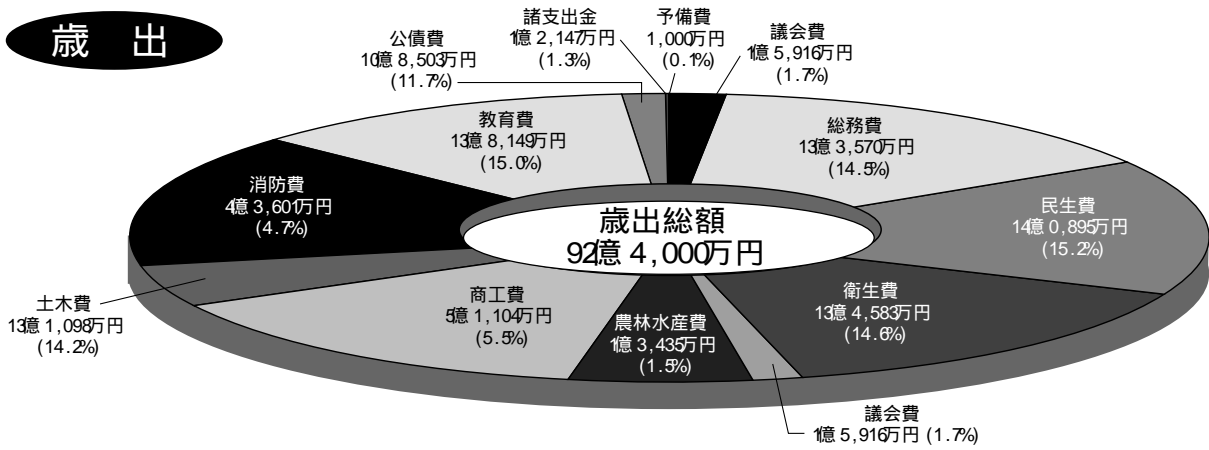 歳 出
諸支出金
1億2,147万円
(1.3%)
予備費
1,000万円
(0.1%)
議会費
1億5,916万円
(1.7%)
公債費
10億8,503万円
(11.7%)
教育費
13億8,149万円
(15.0%)
総務費
13億3,570万円
(14.5%)
消防費
4億3,601万円
(4.7%)
民生費
14億0,895万円
(15.2%)
歳出総額
92億4,000万円
土木費
13億1,098万円
(14.2%)
商工費
5億1,104万円
(5.5%)
農林水産費
1億3,435万円
(1.5%)
衛生費
13億4,583万円
(14.6%)
議会費
1億5,916万円(1.7%)